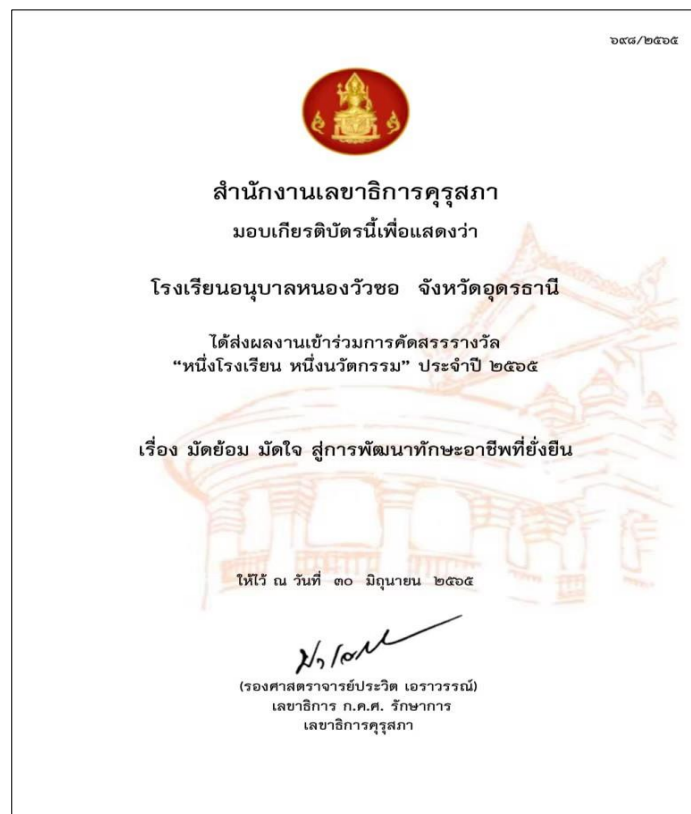 ๖๙๘/๒๕๖๕
สำนักงานเลขาธิการคุรุสภา
มอบเกียรติบัตรนี้เพื่อแสดงว่า
โรงเรียนอนุบาลหนองวัวซอ จังหวัดอุดรธานี
ได้ส่งผลงานเข้าร่วมการคัดสรรรางวัล
“หนึ่งโรงเรียน หนึ่งนวัตกรรม” ประจำปี ๒๕๖๕
เรื่อง มัดย้อม มัดใจ สู่การพัฒนาทักษะอาชีพที่ยั่งยืน
ให้ไว้ ณ วันที่ ๓๐ มิถุนายน ๒๕๖๕
(รองศาสตราจารย์ประวิต เอราวรรณ์)
เลขาธิการ ก.ค.ศ. รักษาการ
เลขาธิการคุรุสภา